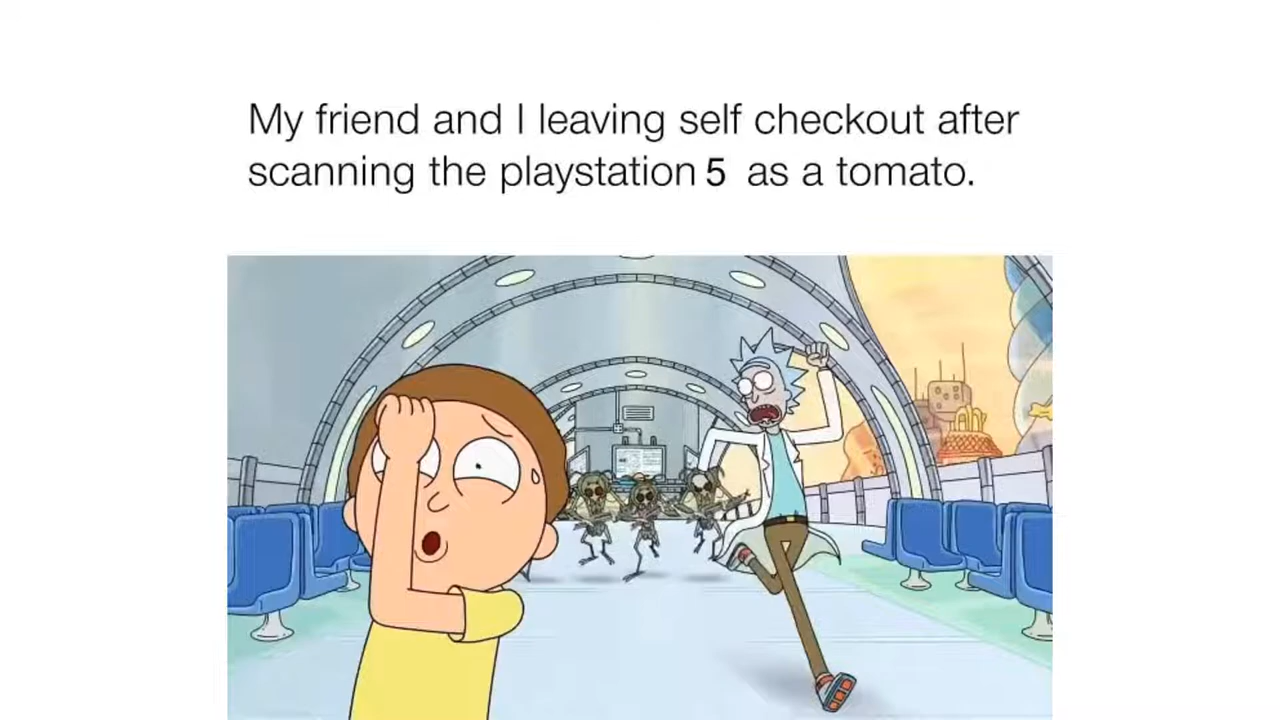 My friend and I leaving self checkout after
scanning the playstation 5 as a tomato.